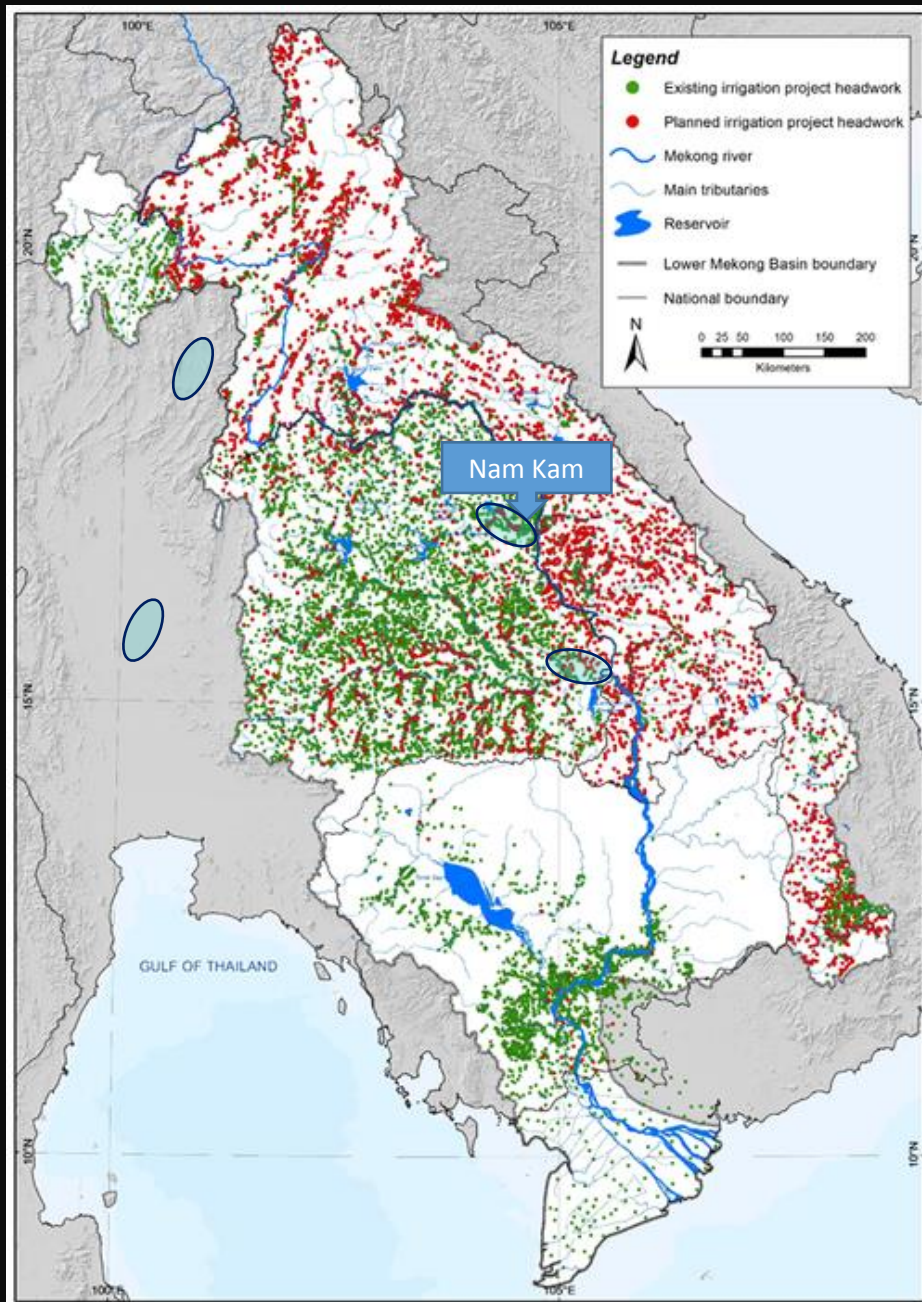 100°E
105°E
Legend
Existing irrigation project headwork
Planned irrigation project headwork
Mekong river
Main tributaries
Reservoir
Lower Mekong Basin boundary
National boundary
N
0 25 50 100 150 200
Kilometers
20°N
20°N
Nam Kam
15°N
15°N
GULF OF THAILAND
10°N
10°N
100°E
105°E